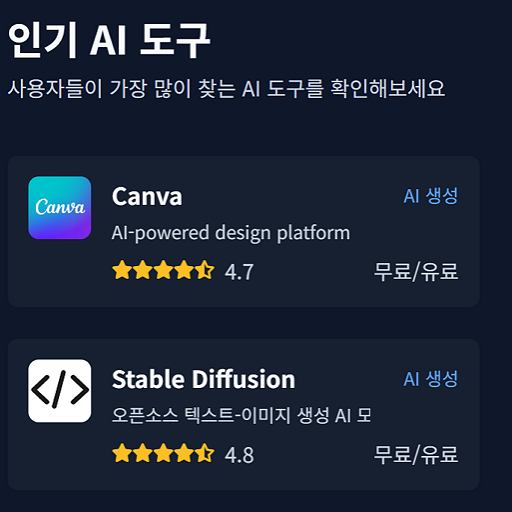 인기 AI 도구
사용자들이 가장 많이 찾는 AI 도구를 확인해보세요
Canva
Canva
AI 생성
AI-powered design platform
4.7
무료/유료
</>
Stable Diffusion
AI 생성
오픈소스 텍스트-이미지 생성 AI 모
4.8
무료/유료